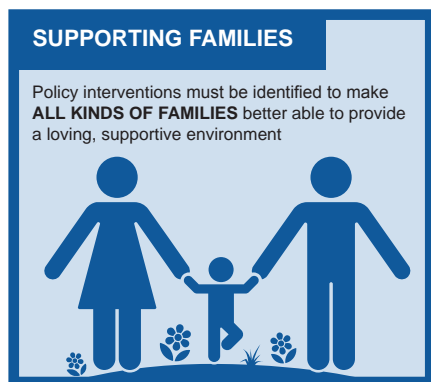 SUPPORTING FAMILIES
Policy interventions must be identified to make
ALL KINDS OF FAMILIES better able to provide
a loving, supportive environment